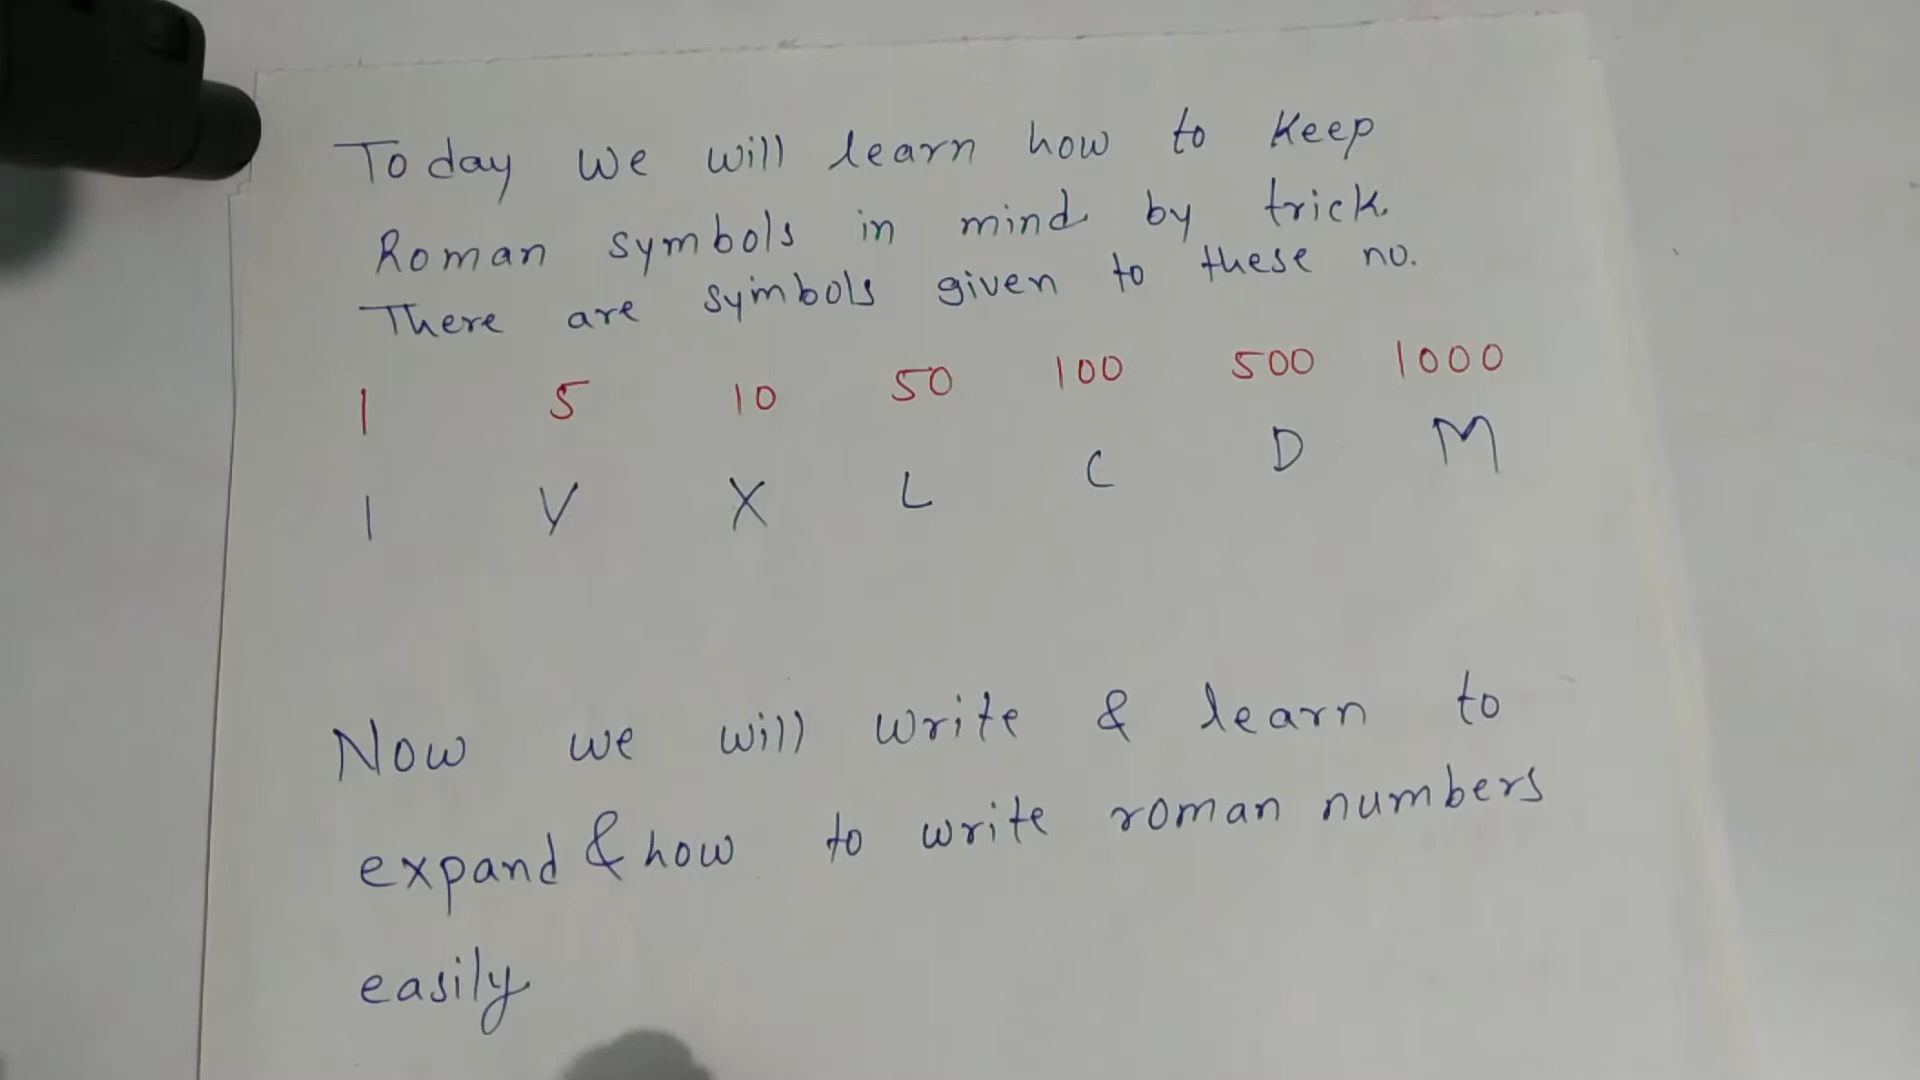 Today we will learn how to keep
Roman symbols in mind by trick.
There are symbols given to these no.
1 5 10 50 100 500 1000
I V X L C D M
Now we will write & learn to
expand & how to write roman numbers
easily